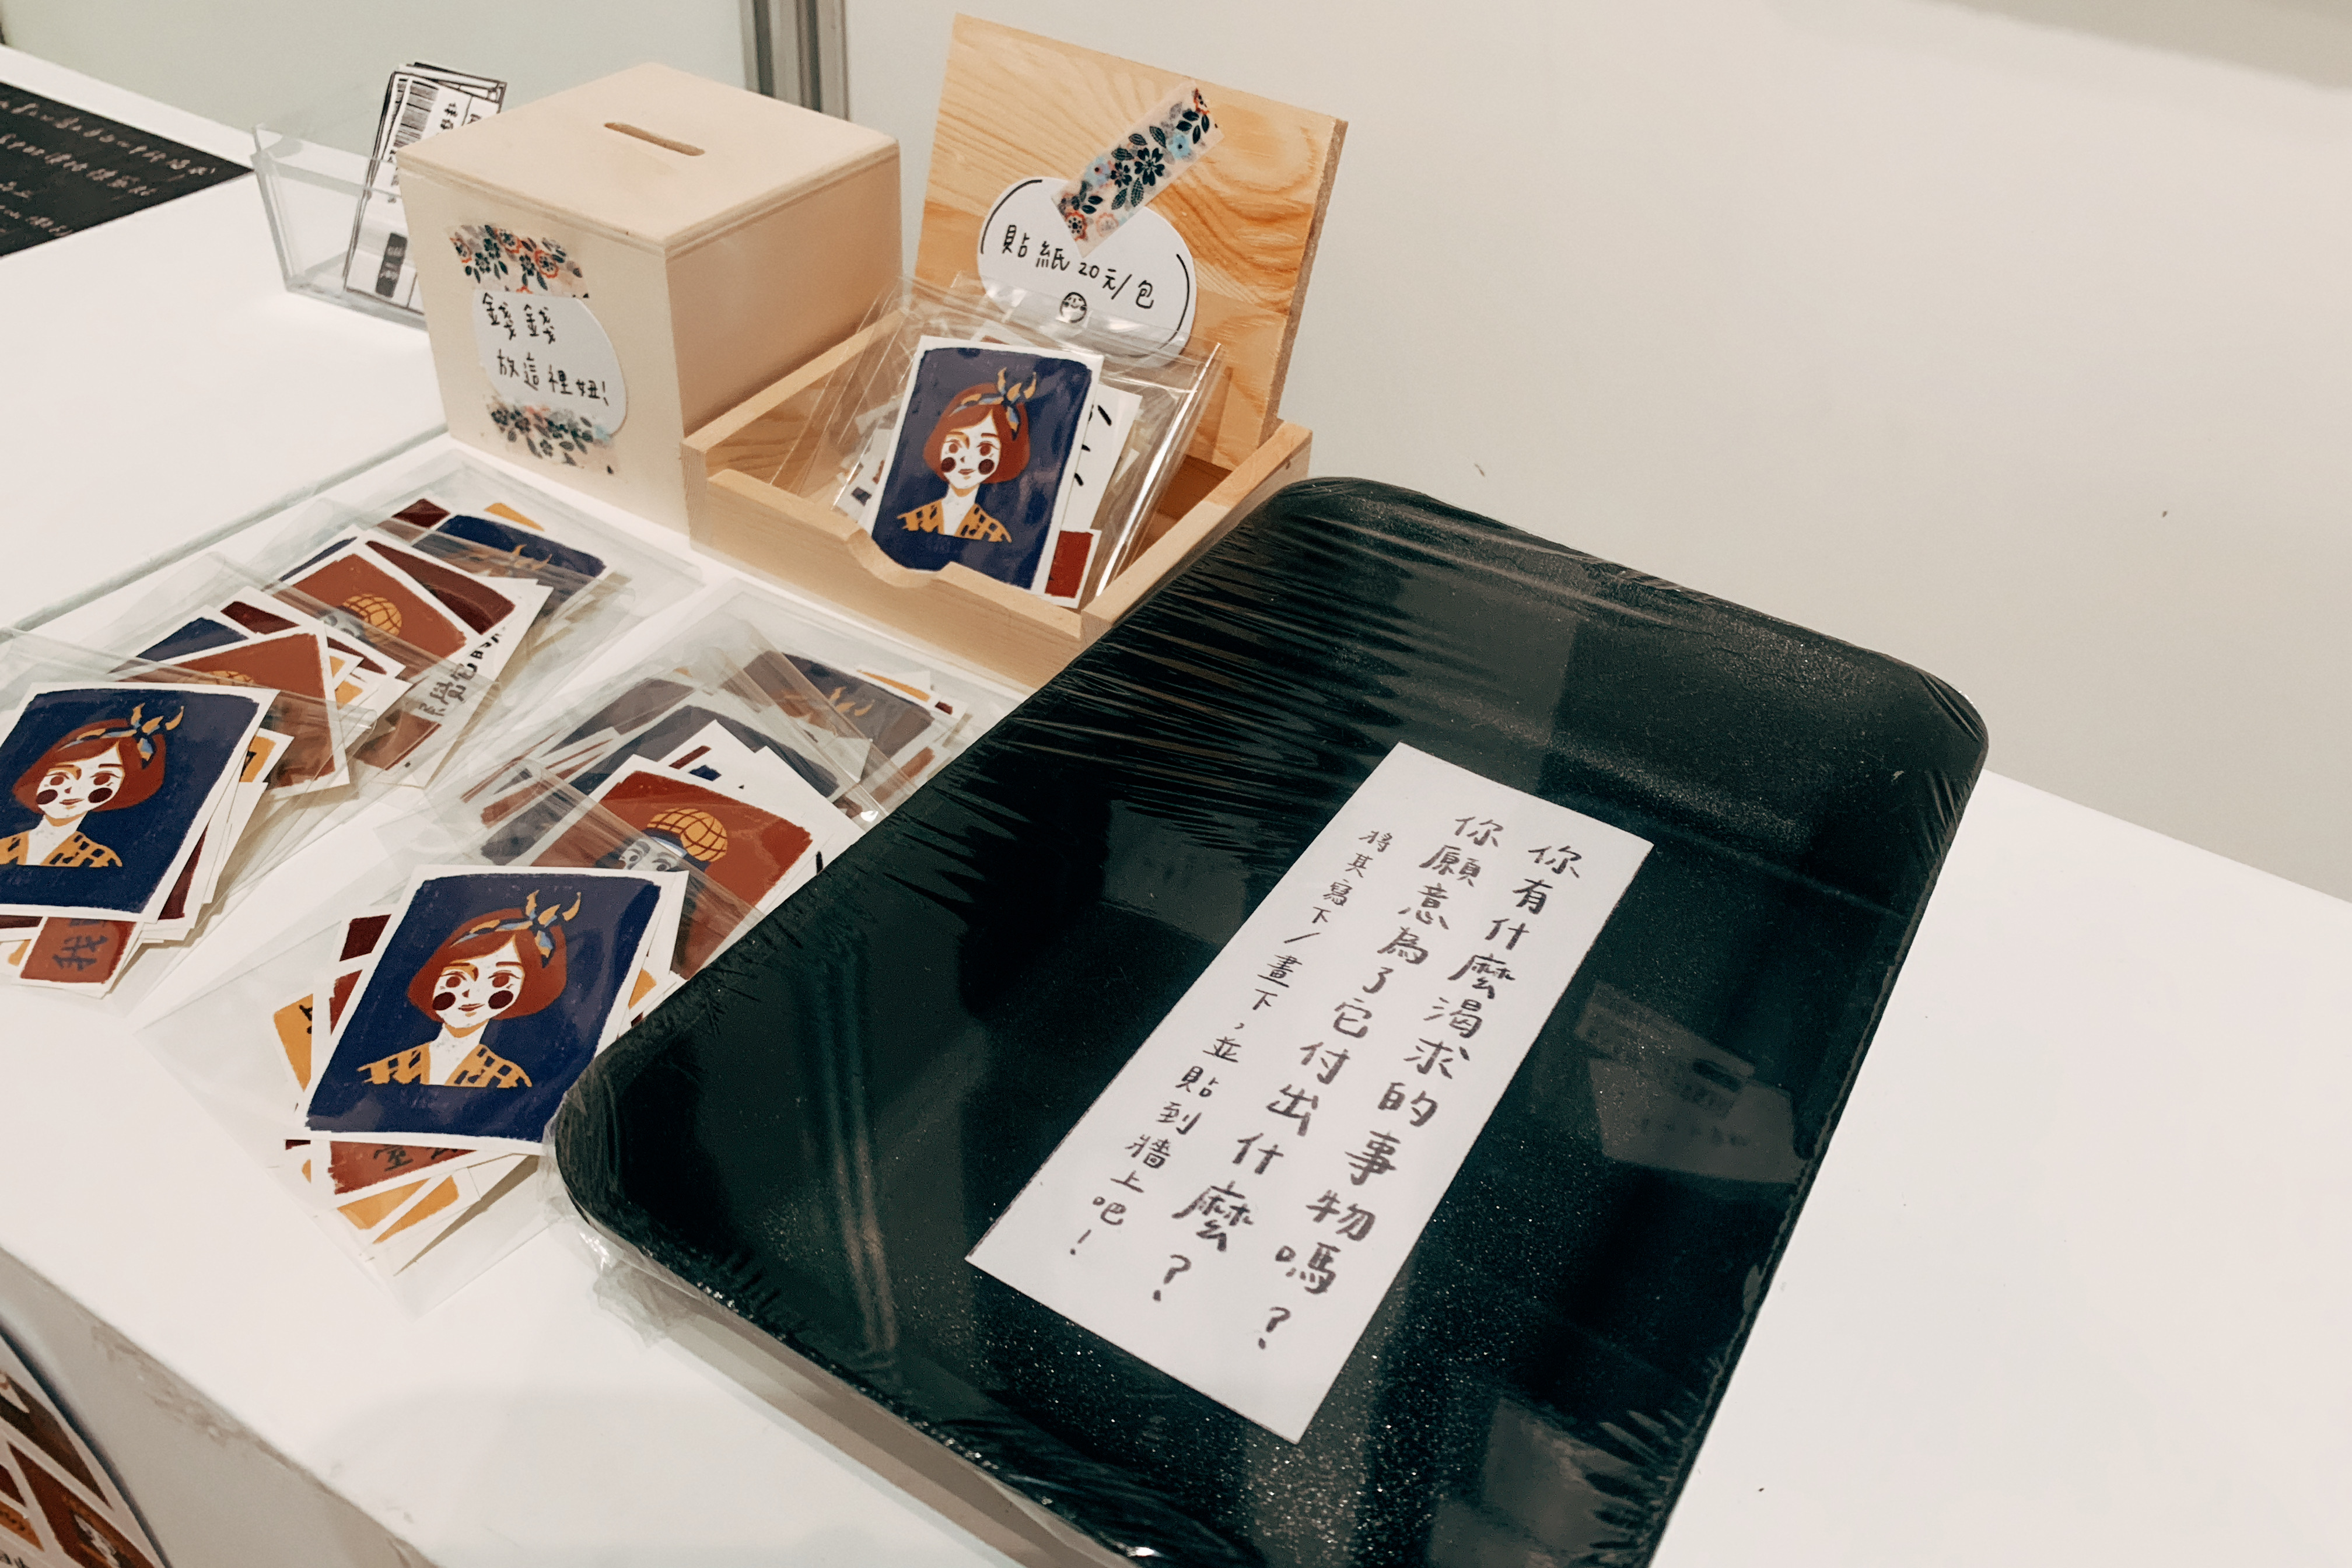 貼紙20元/包
錢錢
放這裡妞!
你有什麼渴求的事物嗎?
你願意為了它付出什麼?
將其寫下/畫下,並貼到牆上吧!
我